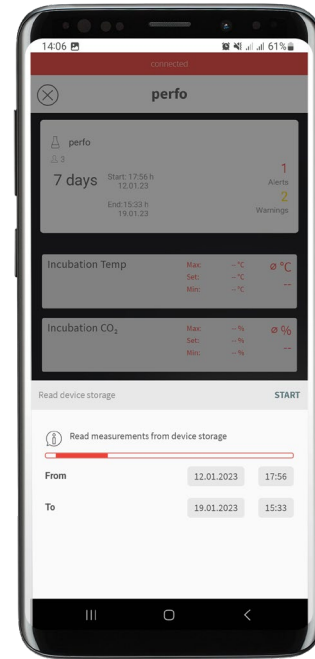 14:06 61%
connected
perfo
perfo
3
7 days
Start: 17:56 h
12.01.23
End:15:33 h
19.01.23
1
Alerts
2
Warnings
Incubation Temp
Max: -- °C
Set: -- °C
Min: -- °C
ø °C
--
Incubation CO₂
Max: -- %
Set: -- %
Min: -- %
ø %
--
Read device storage START
Read measurements from device storage
From 12.01.2023 17:56
To 19.01.2023 15:33